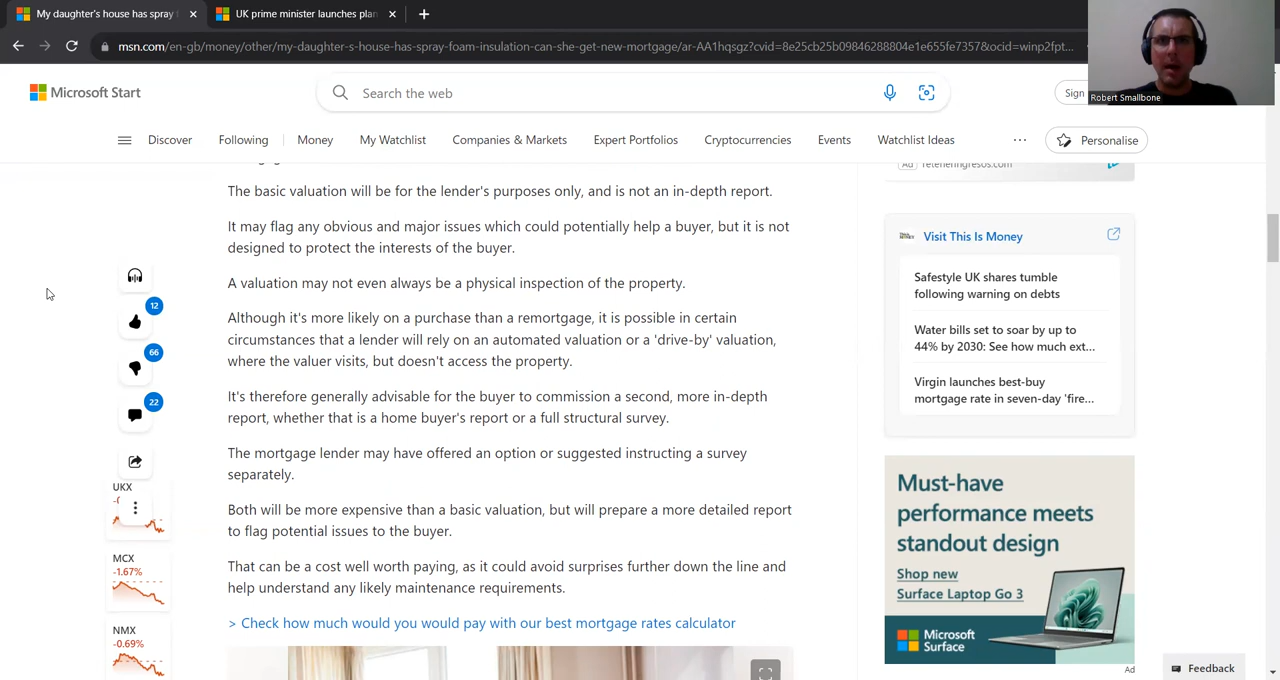 My daughter's house has spray f
UK prime minister launches plan
msn.com/en-gb/money/other/my-daughter-s-house-has-spray-foam-insulation-can-she-get-new-mortgage/ar-AA1hqsgz?cvid=8e25cb25b09846288804e1e655fe7357&ocid=winp2fpt...
Robert Smallbone
Microsoft Start
Search the web
Sign
Discover
Following
Money
My Watchlist
Companies & Markets
Expert Portfolios
Cryptocurrencies
Events
Watchlist Ideas
...
Personalise
The basic valuation will be for the lender's purposes only, and is not an in-depth report.
It may flag any obvious and major issues which could potentially help a buyer, but it is not
designed to protect the interests of the buyer.
A valuation may not even always be a physical inspection of the property.
Although it's more likely on a purchase than a remortgage, it is possible in certain
circumstances that a lender will rely on an automated valuation or a 'drive-by' valuation,
where the valuer visits, but doesn't access the property.
It's therefore generally advisable for the buyer to commission a second, more in-depth
report, whether that is a home buyer's report or a full structural survey.
The mortgage lender may have offered an option or suggested instructing a survey
separately.
Both will be more expensive than a basic valuation, but will prepare a more detailed report
to flag potential issues to the buyer.
That can be a cost well worth paying, as it could avoid surprises further down the line and
help understand any likely maintenance requirements.
> Check how much would you would pay with our best mortgage rates calculator
12
66
22
UKX
MCX
-1.67%
NMX
-0.69%
Ad
Visit This Is Money
Safestyle UK shares tumble
following warning on debts
Water bills set to soar by up to
44% by 2030: See how much ext...
Virgin launches best-buy
mortgage rate in seven-day 'fire...
Must-have
performance meets
standout design
Shop new
Surface Laptop Go 3
Microsoft
Surface
Ad
Feedback